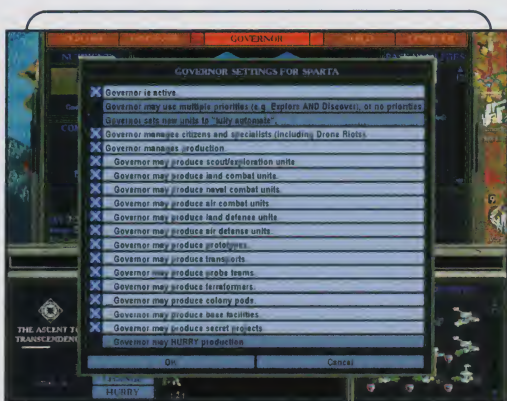 GOVERNOR
GOVERNOR SETTINGS FOR SPARTA
Governor is active.
Governor may use multiple priorities (e.g. Explore AND Discover), or no priorities
Governor sets new units to "fully automate".
Governor manages citizens and specialists (including Drone Riots).
Governor manages production.
Governor may produce scout/exploration units.
Governor may produce land combat units.
Governor may produce naval combat units.
Governor may produce air combat units.
Governor may produce land defense units.
Governor may produce air defense units.
Governor may produce prototypes.
Governor may produce transports.
Governor may produce probe teams.
Governor may produce terraformers.
Governor may produce colony pods.
Governor may produce base facilities.
Governor may produce secret projects.
Governor may HURRY production.
OK
Cancel
THE ASCENT TO
TRANSCENDEN
HURRY